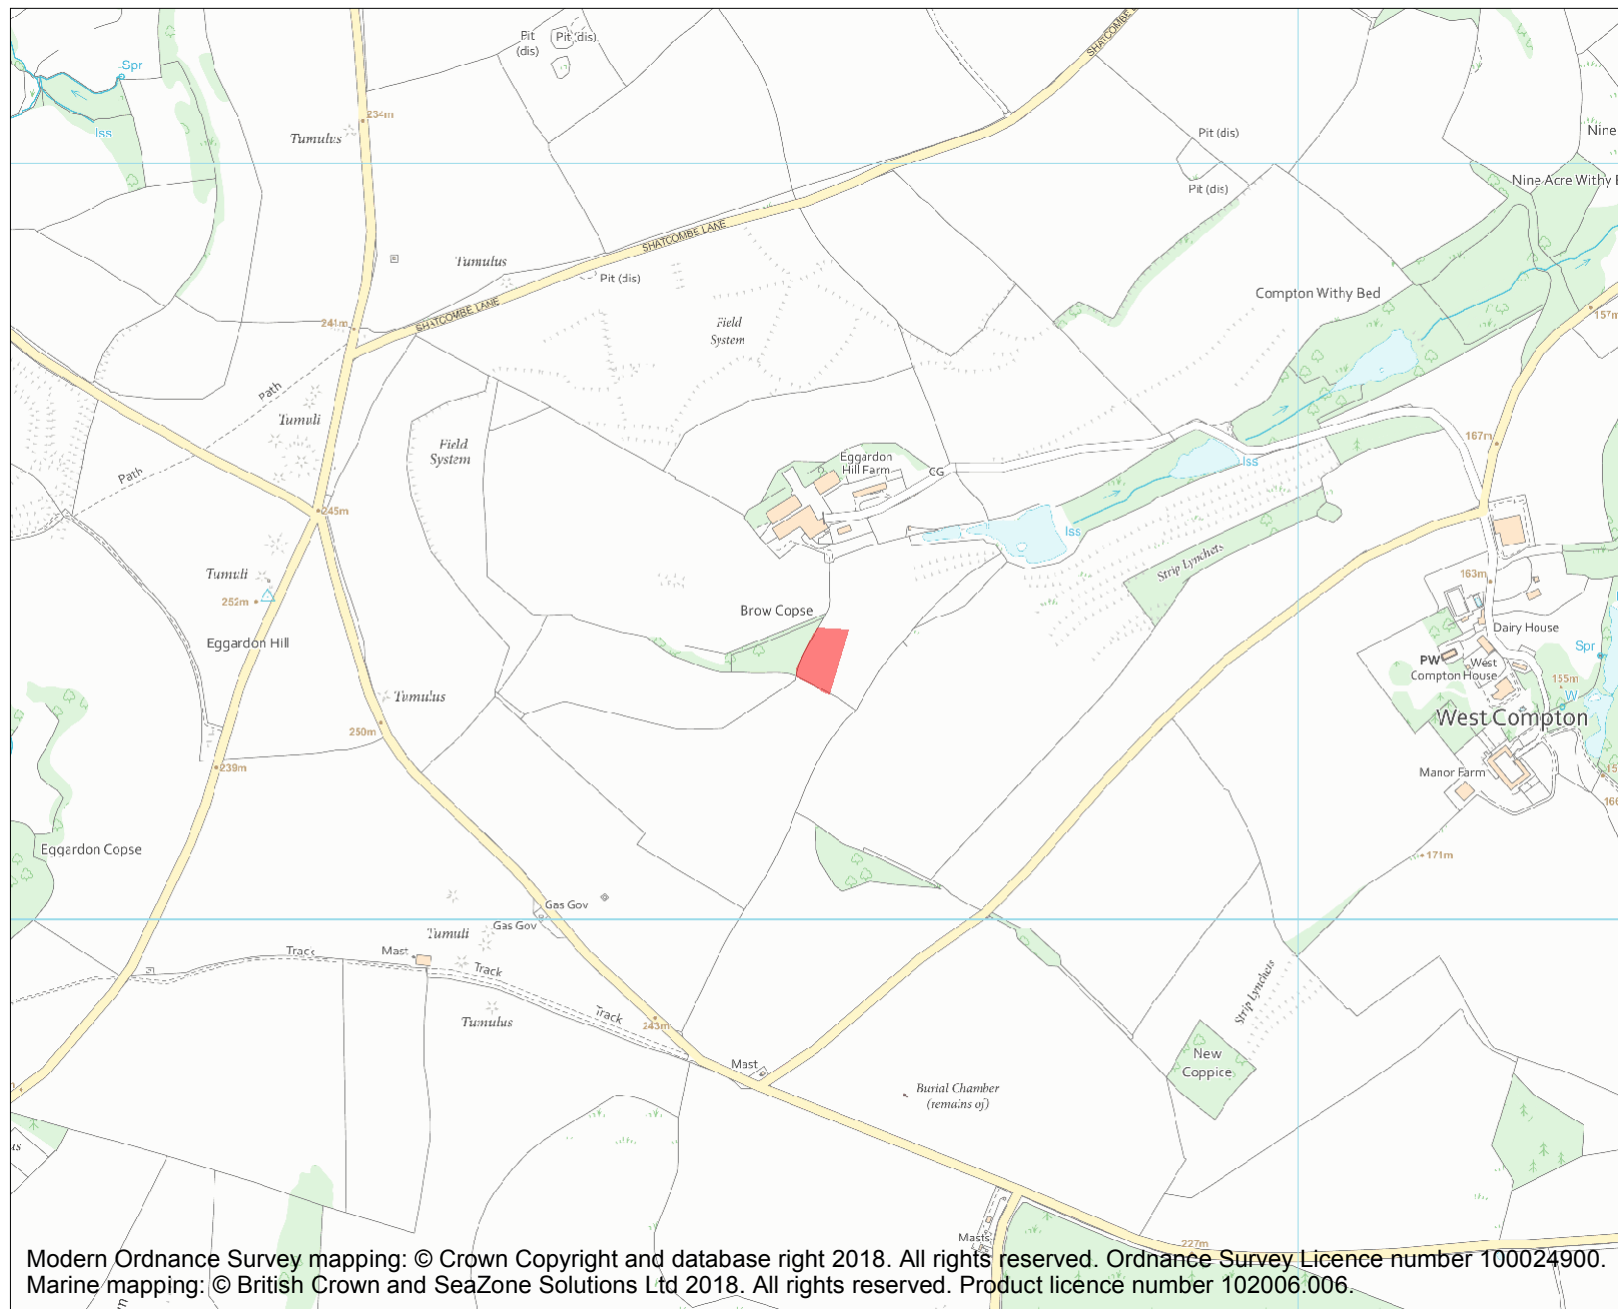 Pit
(dis)
Pit (dis)
SHATCOMBE
Spr
Iss
234m
Tumulus
Pit (dis)
Nine
Pit (dis)
Nine Acre Withy
SHATCOMBE LANE
Tumulus
Pit (dis)
Compton Withy Bed
SHATCOMBE LANE
241m
157m
Field
System
Path
Tumuli
Field
System
167m
Path
Eggardon
Hill Farm
CG
Iss
245m
Iss
Strip Lynchets
Tumuli
163m
252m
Brow Copse
Dairy House
Eggardon Hill
Spr
PW
West
Compton House
155m
W
Tumulus
West Compton
250m
239m
Manor Farm
171m
Eggardon Copse
Gas Gov
Gas Gov
Tumuli
Track
Mast
Track
Strip Lynchets
Track
Tumulus
243m
New
Coppice
Mast
Burial Chamber
(remains of)
Masts
227m
Modern Ordnance Survey mapping: © Crown Copyright and database right 2018. All rights reserved. Ordnance Survey Licence number 100024900.
Marine mapping: © British Crown and SeaZone Solutions Ltd 2018. All rights reserved. Product licence number 102006.006.